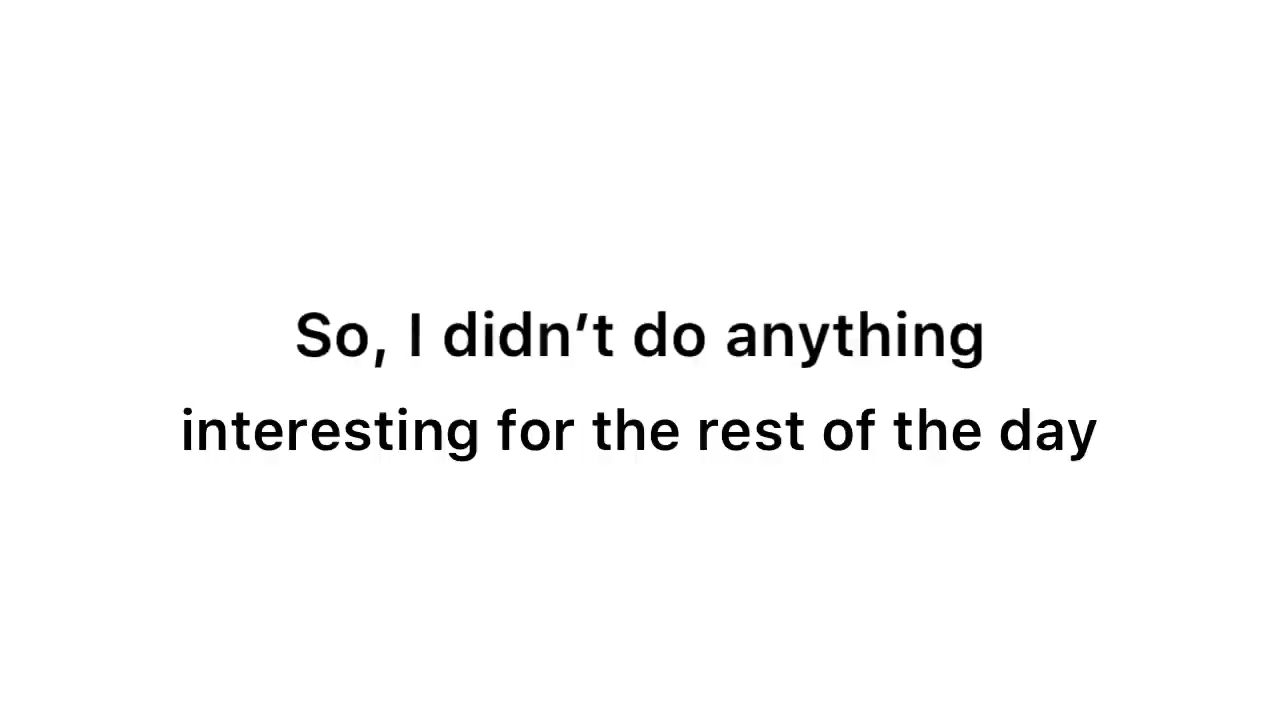 So, I didn’t do anything
interesting for the rest of the day